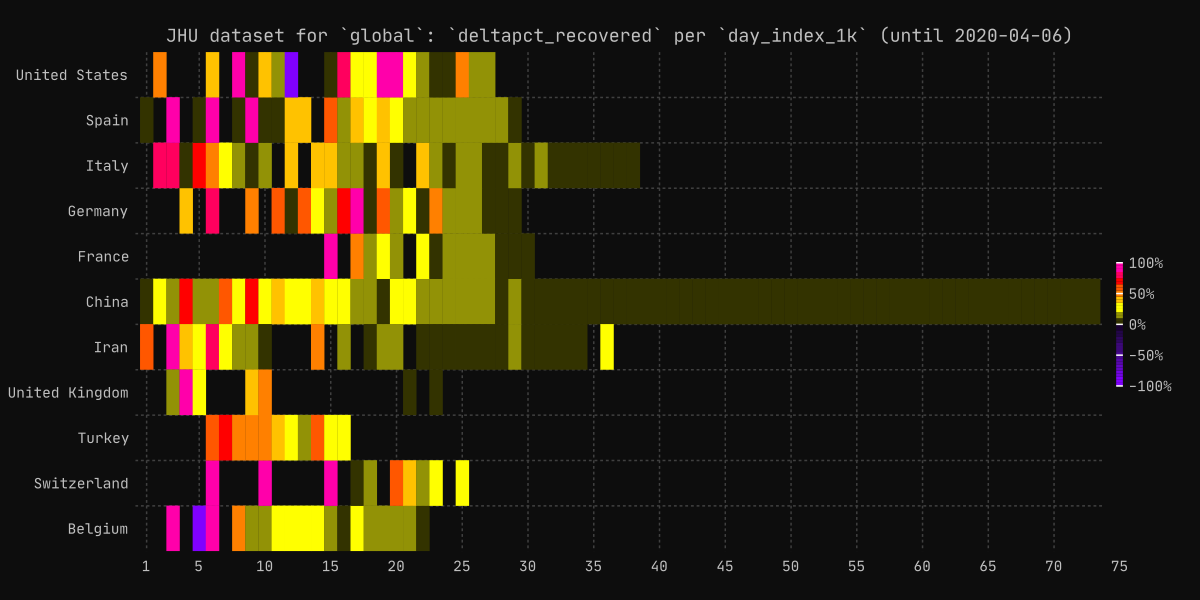 JHU dataset for `global`: `deltapct_recovered` per `day_index_1k` (until 2020-04-06)
United States
Spain
Italy
Germany
France
China
Iran
United Kingdom
Turkey
Switzerland
Belgium
100%
50%
0%
-50%
-100%
1 5 10 15 20 25 30 35 40 45 50 55 60 65 70 75